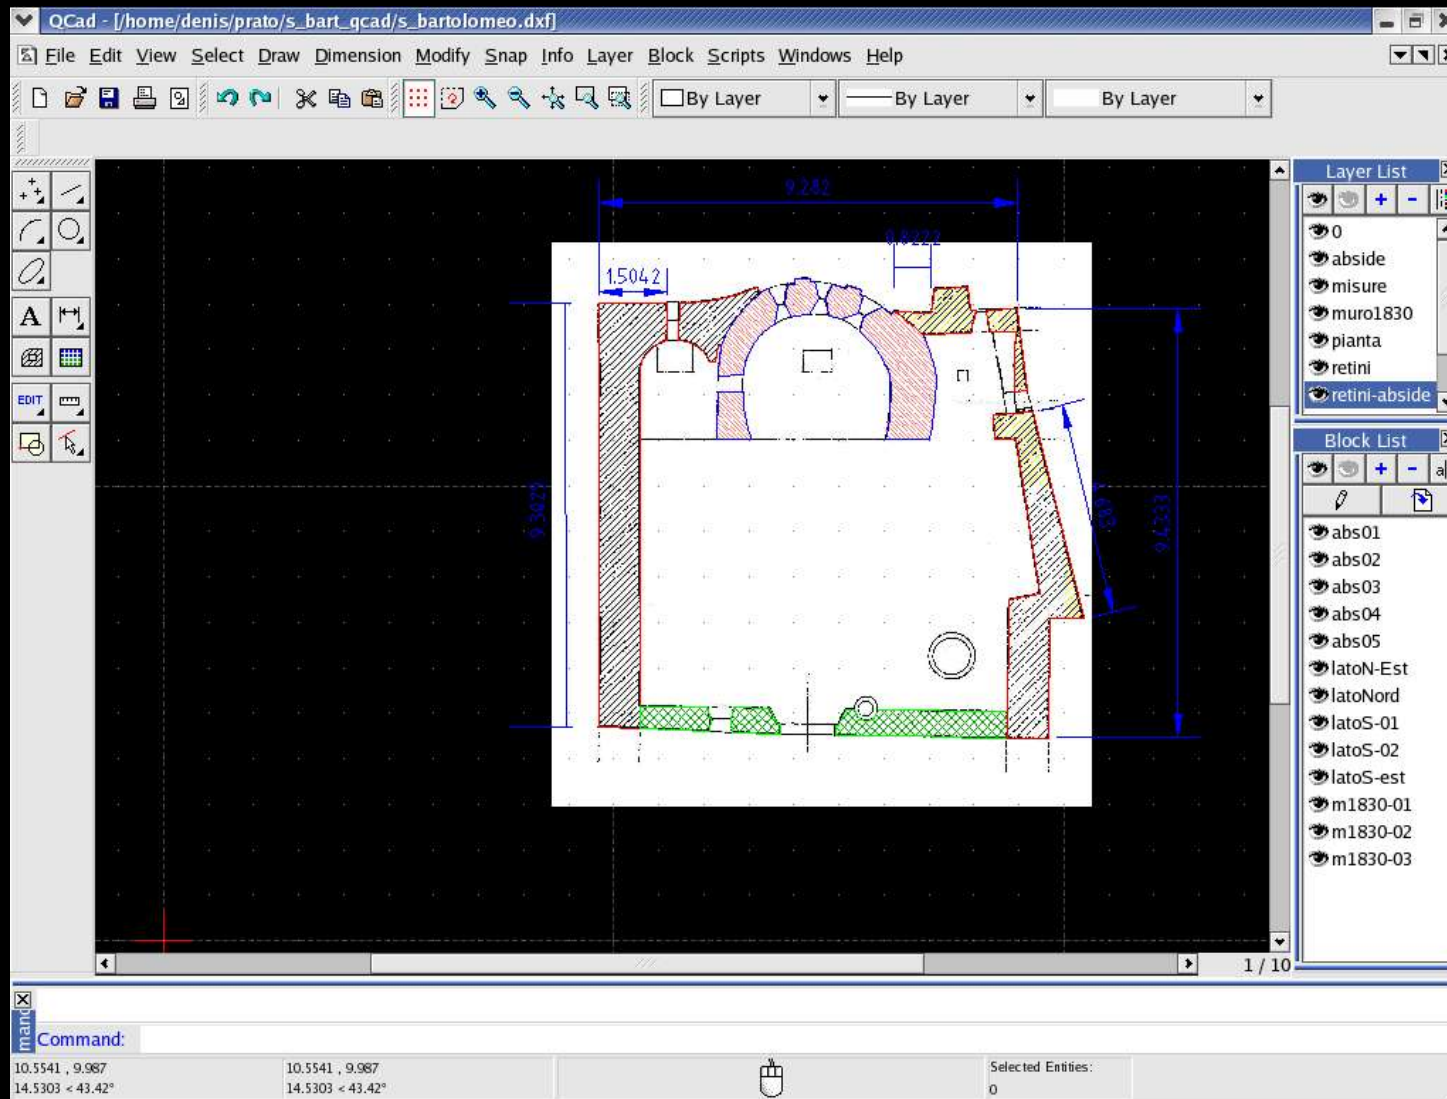 QCad - [/home/denis/prato/s_bart_qcad/s_bartolomeo.dxf]
File Edit View Select Draw Dimension Modify Snap Info Layer Block Scripts Windows Help
By Layer By Layer By Layer
Layer List
0
abside
misure
muro1830
pianta
retini
retini-abside
Block List
abs01
abs02
abs03
abs04
abs05
latoN-Est
latoNord
latoS-01
latoS-02
latoS-est
m1830-01
m1830-02
m1830-03
A
EDIT
9.282
0.8222
1.5042
9.4333
1 / 10
Command:
10.5541 , 9.987
14.5303 < 43.42°
10.5541 , 9.987
14.5303 < 43.42°
Selected Entities:
0